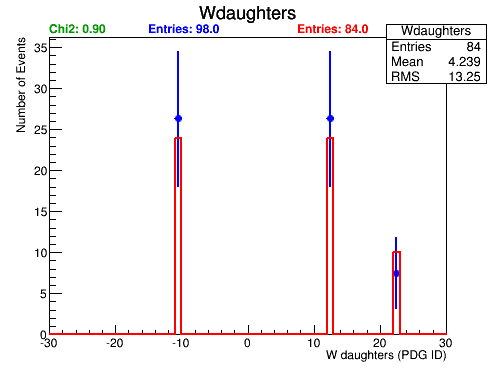 Wdaughters
Chi2: 0.90 Entries: 98.0 Entries: 84.0
Wdaughters
Entries 84
Mean 4.239
RMS 13.25
Number of Events
35
30
25
20
15
10
5
0
-30 -20 -10 0 10 20 30
W daughters (PDG ID)